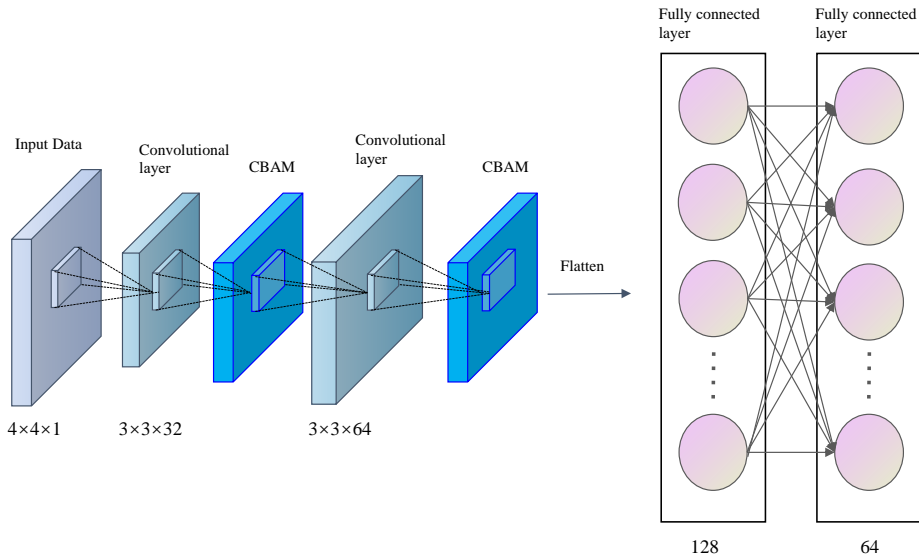 Fully connected
layer
Fully connected
layer
Input Data
Convolutional
layer
CBAM
Convolutional
layer
CBAM
Flatten
4×4×1
3×3×32
3×3×64
128
64